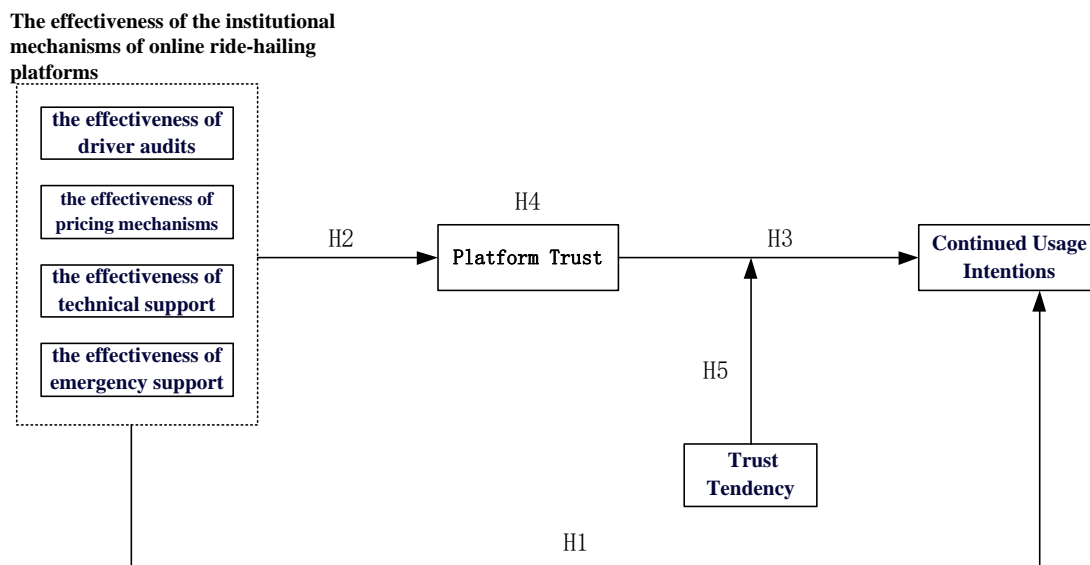 The effectiveness of the institutional
mechanisms of online ride-hailing
platforms
the effectiveness of
driver audits
the effectiveness of
pricing mechanisms
the effectiveness of
technical support
the effectiveness of
emergency support
H2
H4
Platform Trust
H3
Continued Usage
Intentions
H5
Trust
Tendency
H1